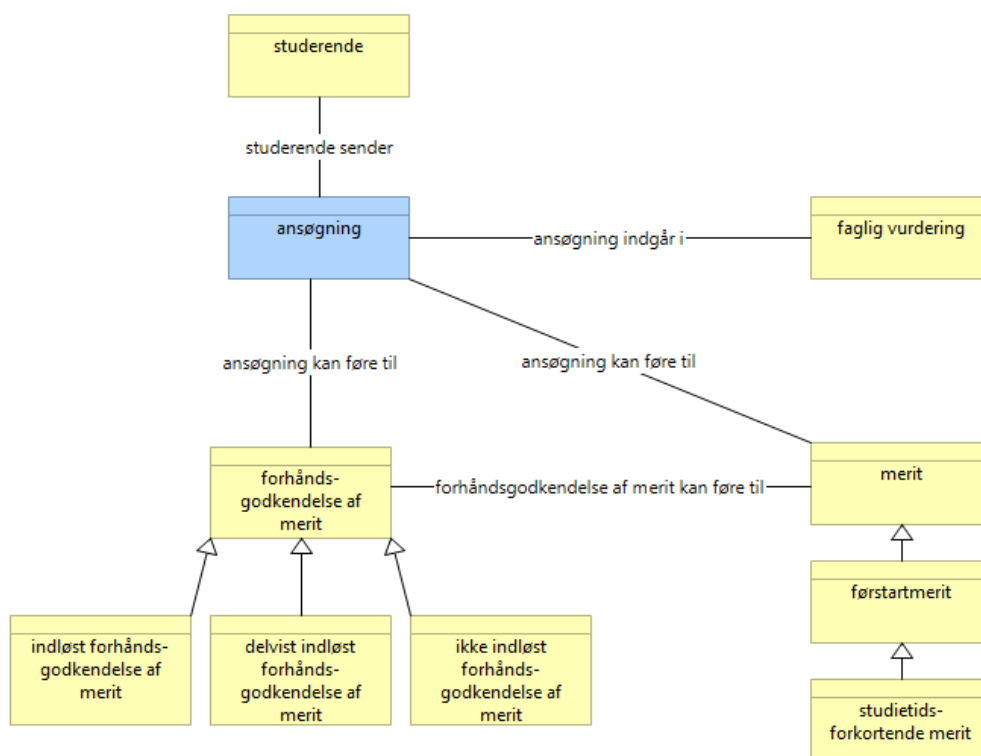 studerende
studerende sender
ansøgning
ansøgning indgår i
faglig vurdering
ansøgning kan føre til
ansøgning kan føre til
forhånds-
godkendelse af
merit
forhåndsgodkendelse af merit kan føre til
merit
førstartmerit
indløst forhånds-
godkendelse af
merit
delvist indløst
forhånds-
godkendelse af
merit
ikke indløst
forhånds-
godkendelse af
merit
studietids-
forkortende merit